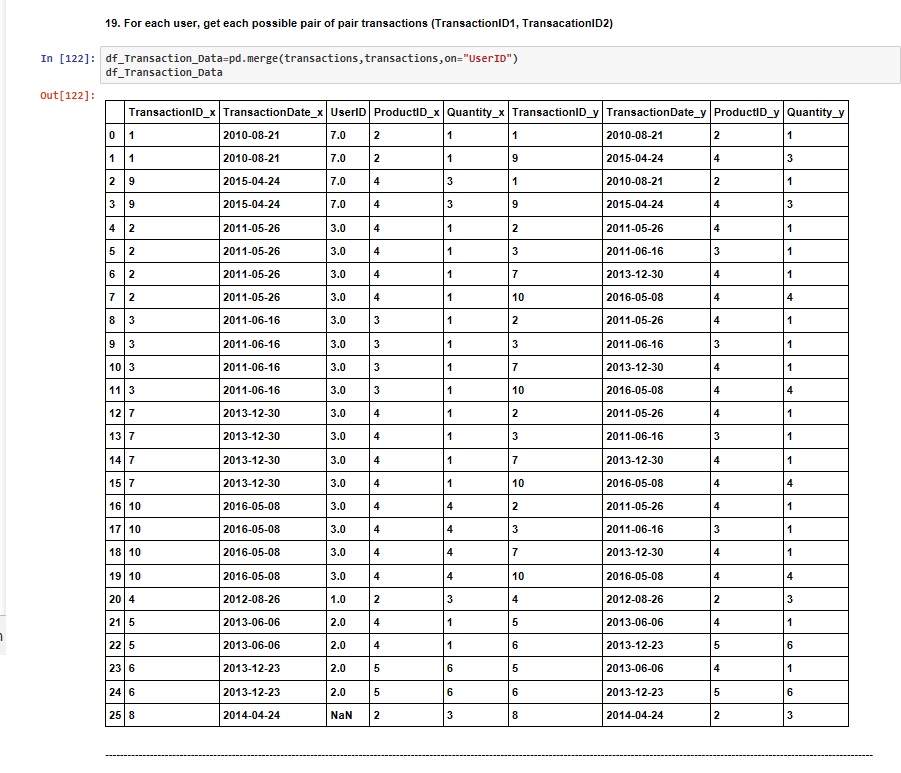 19. For each user, get each possible pair of pair transactions (TransactionID1, TransacationID2)
In [122]: df_Transaction_Data=pd.merge(transactions,transactions,on="UserID")
df_Transaction_Data
Out[122]:
TransactionID_x TransactionDate_x UserID ProductID_x Quantity_x TransactionID_y TransactionDate_y ProductID_y Quantity_y
0 1 2010-08-21 7.0 2 1 1 2010-08-21 2 1
1 1 2010-08-21 7.0 2 1 9 2015-04-24 4 3
2 9 2015-04-24 7.0 4 3 1 2010-08-21 2 1
3 9 2015-04-24 7.0 4 3 9 2015-04-24 4 3
4 2 2011-05-26 3.0 4 1 2 2011-05-26 4 1
5 2 2011-05-26 3.0 4 1 3 2011-06-16 3 1
6 2 2011-05-26 3.0 4 1 7 2013-12-30 4 1
7 2 2011-05-26 3.0 4 1 10 2016-05-08 4 4
8 3 2011-06-16 3.0 3 1 2 2011-05-26 4 1
9 3 2011-06-16 3.0 3 1 3 2011-06-16 3 1
10 3 2011-06-16 3.0 3 1 7 2013-12-30 4 1
11 3 2011-06-16 3.0 3 1 10 2016-05-08 4 4
12 7 2013-12-30 3.0 4 1 2 2011-05-26 4 1
13 7 2013-12-30 3.0 4 1 3 2011-06-16 3 1
14 7 2013-12-30 3.0 4 1 7 2013-12-30 4 1
15 7 2013-12-30 3.0 4 1 10 2016-05-08 4 4
16 10 2016-05-08 3.0 4 4 2 2011-05-26 4 1
17 10 2016-05-08 3.0 4 4 3 2011-06-16 3 1
18 10 2016-05-08 3.0 4 4 7 2013-12-30 4 1
19 10 2016-05-08 3.0 4 4 10 2016-05-08 4 4
20 4 2012-08-26 1.0 2 3 4 2012-08-26 2 3
21 5 2013-06-06 2.0 4 1 5 2013-06-06 4 1
22 5 2013-06-06 2.0 4 1 6 2013-12-23 5 6
23 6 2013-12-23 2.0 5 6 5 2013-06-06 4 1
24 6 2013-12-23 2.0 5 6 6 2013-12-23 5 6
25 8 2014-04-24 NaN 2 3 8 2014-04-24 2 3